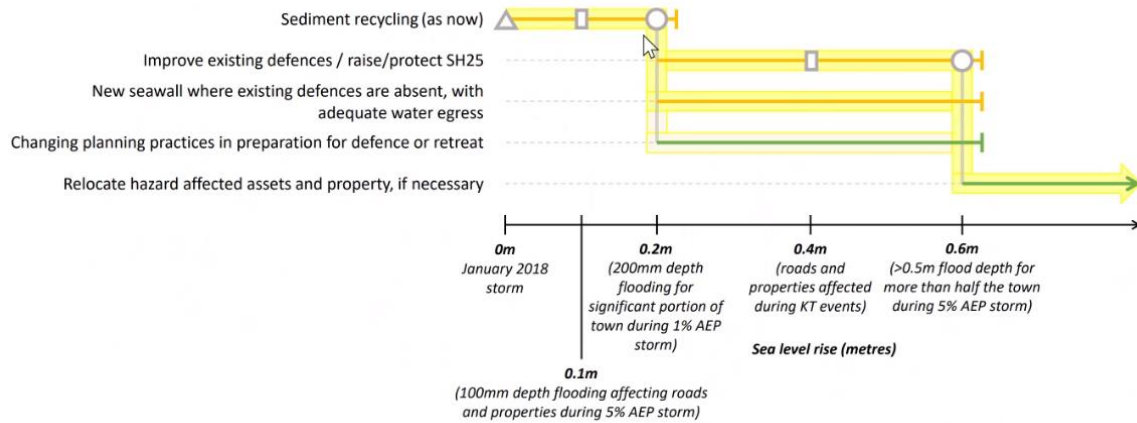 Sediment recycling (as now)
Improve existing defences / raise/protect SH25
New seawall where existing defences are absent, with
adequate water egress
Changing planning practices in preparation for defence or retreat
Relocate hazard affected assets and property, if necessary
0m
January 2018
storm
0.2m
(200mm depth
flooding for
significant portion of
town during 1% AEP
storm)
0.4m
(roads and
properties affected
during KT events)
0.6m
(>0.5m flood depth for
more than half the town
during 5% AEP storm)
Sea level rise (metres)
0.1m
(100mm depth flooding affecting roads
and properties during 5% AEP storm)